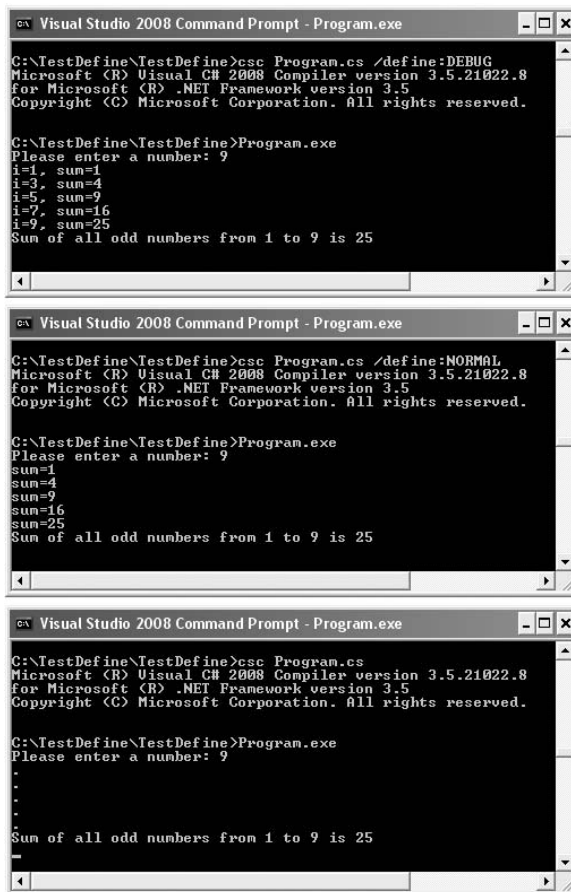 Visual Studio 2008 Command Prompt - Program.exe
C:\TestDefine\TestDefine>csc Program.cs /define:DEBUG
Microsoft (R) Visual C# 2008 Compiler version 3.5.21022.8
for Microsoft (R) .NET Framework version 3.5
Copyright (C) Microsoft Corporation. All rights reserved.
C:\TestDefine\TestDefine>Program.exe
Please enter a number: 9
i=1, sum=1
i=3, sum=4
i=5, sum=9
i=7, sum=16
i=9, sum=25
Sum of all odd numbers from 1 to 9 is 25
Visual Studio 2008 Command Prompt - Program.exe
C:\TestDefine\TestDefine>csc Program.cs /define:NORMAL
Microsoft (R) Visual C# 2008 Compiler version 3.5.21022.8
for Microsoft (R) .NET Framework version 3.5
Copyright (C) Microsoft Corporation. All rights reserved.
C:\TestDefine\TestDefine>Program.exe
Please enter a number: 9
sum=1
sum=4
sum=9
sum=16
sum=25
Sum of all odd numbers from 1 to 9 is 25
Visual Studio 2008 Command Prompt - Program.exe
C:\TestDefine\TestDefine>csc Program.cs
Microsoft (R) Visual C# 2008 Compiler version 3.5.21022.8
for Microsoft (R) .NET Framework version 3.5
Copyright (C) Microsoft Corporation. All rights reserved.
C:\TestDefine\TestDefine>Program.exe
Please enter a number: 9
.
.
.
.
.
Sum of all odd numbers from 1 to 9 is 25